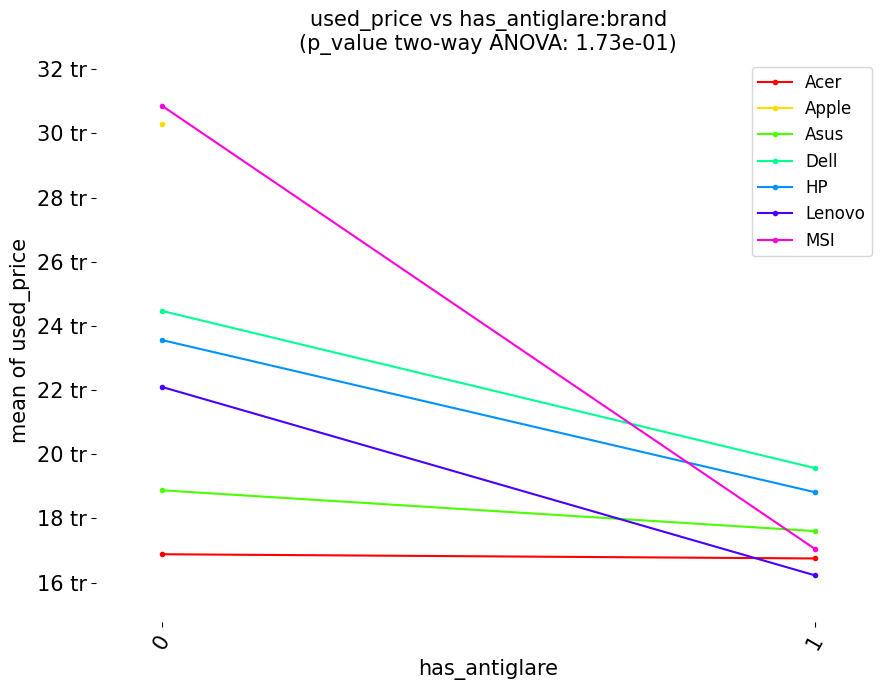 used_price vs has_antiglare:brand
(p_value two-way ANOVA: 1.73e-01)
32 tr
30 tr
28 tr
26 tr
24 tr
22 tr
20 tr
18 tr
16 tr
mean of used_price
Acer
Apple
Asus
Dell
HP
Lenovo
MSI
0
1
has_antiglare